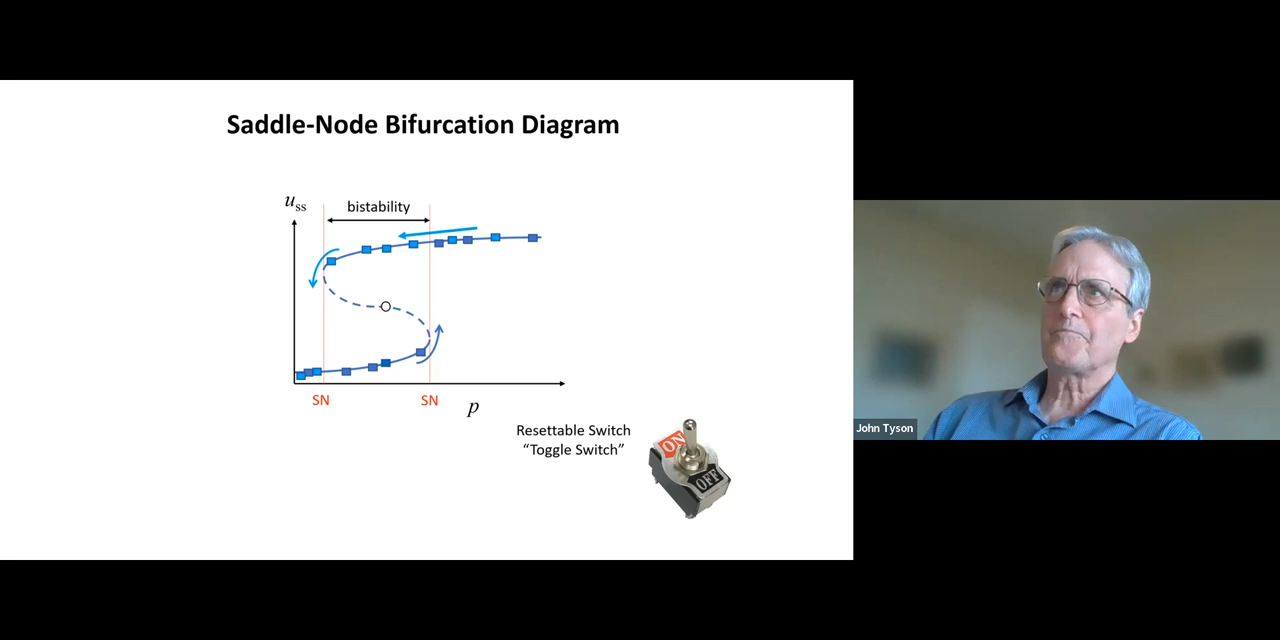 Saddle-Node Bifurcation Diagram
uss
bistability
SN
SN
p
Resettable Switch
“Toggle Switch”
ON
OFF
John Tyson